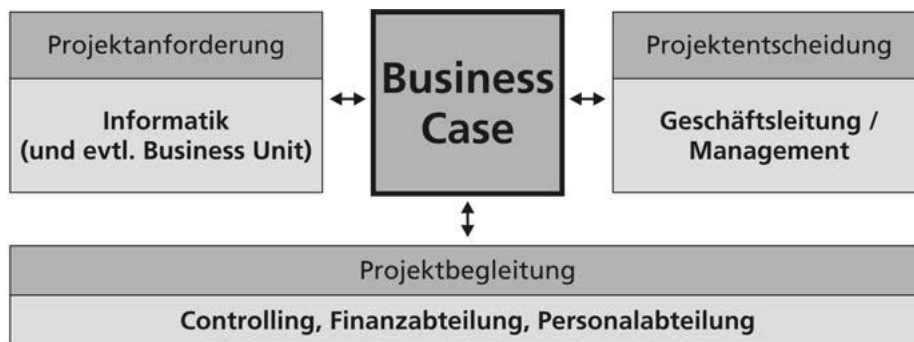 Projektanforderung
Informatik
(und evtl. Business Unit)
Business
Case
Projektentscheidung
Geschäftsleitung /
Management
Projektbegleitung
Controlling, Finanzabteilung, Personalabteilung